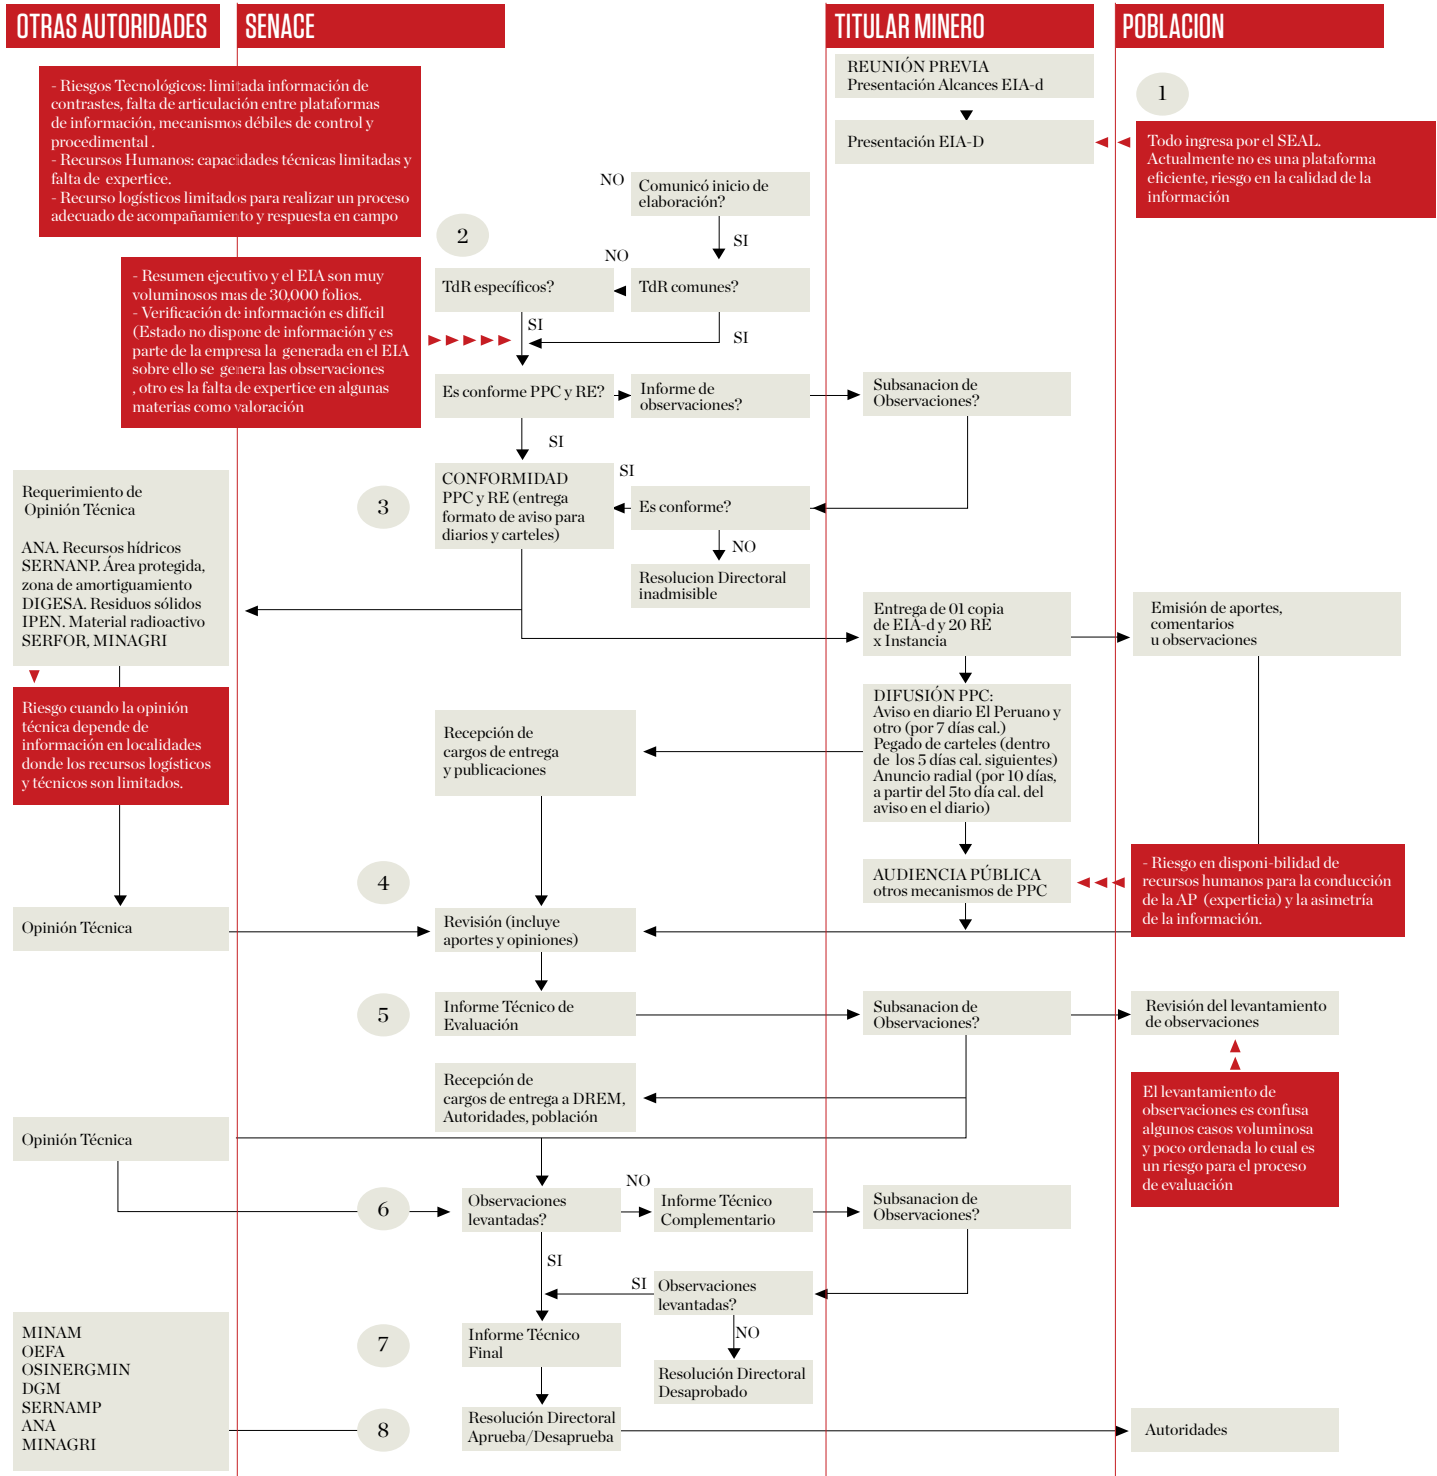 OTRAS AUTORIDADES
SENACE
TITULAR MINERO
POBLACION
- Riesgos Tecnológicos: limitada información de
contrastes, falta de articulación entre plataformas
de información, mecanismos débiles de control y
procedimental .
- Recursos Humanos: capacidades técnicas limitadas y
falta de expertice.
- Recurso logísticos limitados para realizar un proceso
adecuado de acompañamiento y respuesta en campo
REUNIÓN PREVIA
Presentación Alcances EIA-d
1
Presentación EIA-D
Todo ingresa por el SEAL.
Actualmente no es una plataforma
eficiente, riesgo en la calidad de la
información
NO
Comunicó inicio de
elaboración?
2
SI
NO
TdR específicos?
TdR comunes?
SI
SI
- Resumen ejecutivo y el EIA son muy
voluminosos mas de 30,000 folios.
- Verificación de información es difícil
(Estado no dispone de información y es
parte de la empresa la generada en el EIA
sobre ello se genera las observaciones
, otro es la falta de expertice en algunas
materias como valoración
Es conforme PPC y RE?
Informe de
observaciones?
Subsanacion de
Observaciones?
SI
SI
3
CONFORMIDAD
PPC y RE (entrega
formato de aviso para
diarios y carteles)
Es conforme?
NO
Resolucion Directoral
inadmisible
Requerimiento de
Opinión Técnica
ANA. Recursos hídricos
SERNANP. Área protegida,
zona de amortiguamiento
DIGESA. Residuos sólidos
IPEN. Material radioactivo
SERFOR, MINAGRI
Entrega de 01 copia
de EIA-d y 20 RE
x Instancia
Emisión de aportes,
comentarios
u observaciones
Riesgo cuando la opinión
técnica depende de
información en localidades
donde los recursos logísticos
y técnicos son limitados.
Recepción de
cargos de entrega
y publicaciones
DIFUSIÓN PPC:
Aviso en diario El Peruano y
otro (por 7 días cal.)
Pegado de carteles (dentro
de los 5 días cal. siguientes)
Anuncio radial (por 10 días,
a partir del 5to día cal. del
aviso en el diario)
4
AUDIENCIA PÚBLICA
otros mecanismos de PPC
- Riesgo en disponi-bilidad de
recursos humanos para la conducción
de la AP (experticia) y la asimetría
de la información.
Opinión Técnica
Revisión (incluye
aportes y opiniones)
5
Informe Técnico de
Evaluación
Subsanacion de
Observaciones?
Revisión del levantamiento
de observaciones
Recepción de
cargos de entrega a DREM,
Autoridades, población
El levantamiento de
observaciones es confusa
algunos casos voluminosa
y poco ordenada lo cual es
un riesgo para el proceso
de evaluación
Opinión Técnica
6
Observaciones
levantadas?
NO
Informe Técnico
Complementario
Subsanacion de
Observaciones?
SI
SI
Observaciones
levantadas?
NO
7
Informe Técnico
Final
Resolución Directoral
Desaprobado
MINAM
OEFA
OSINERGMIN
DGM
SERNAMP
ANA
MINAGRI
8
Resolución Directoral
Aprueba/Desaprueba
Autoridades